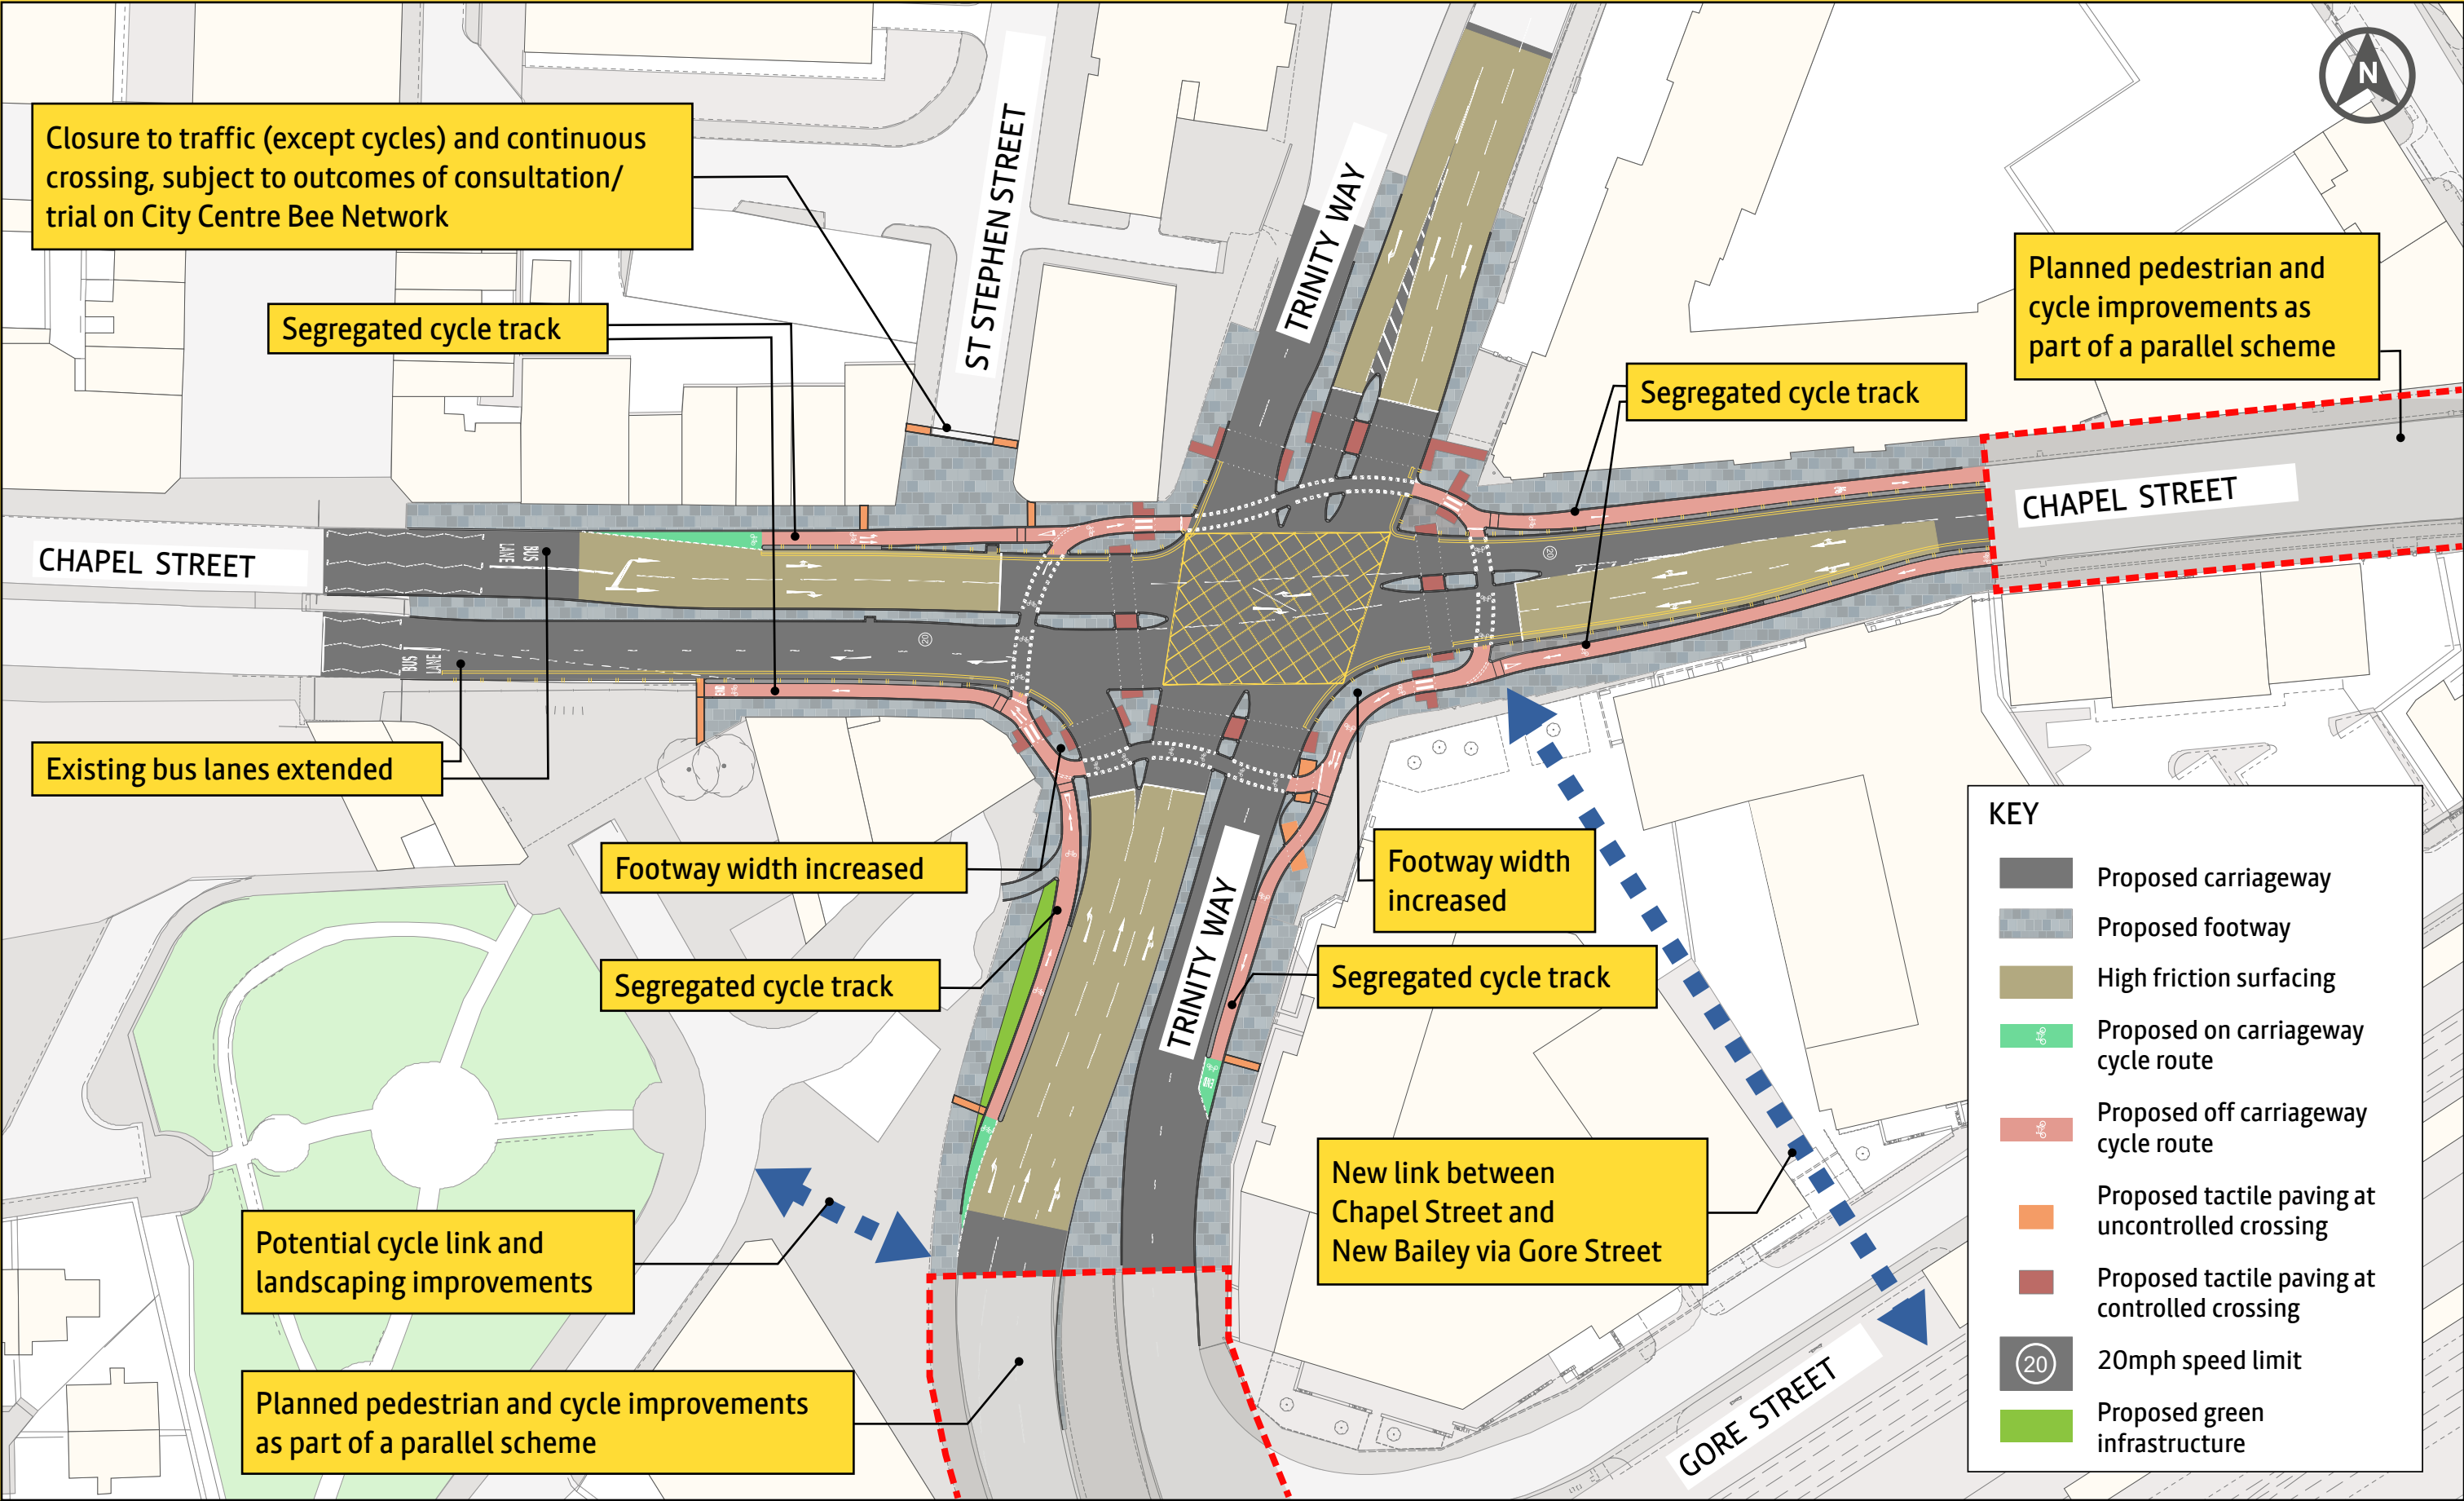 N
Closure to traffic (except cycles) and continuous
crossing, subject to outcomes of consultation/
trial on City Centre Bee Network
ST STEPHEN STREET
TRINITY WAY
Planned pedestrian and
cycle improvements as
part of a parallel scheme
Segregated cycle track
Segregated cycle track
CHAPEL STREET
CHAPEL STREET
BUS
LANE
20
20
BUS
LANE
END
Existing bus lanes extended
Footway width increased
Footway width
increased
Segregated cycle track
Segregated cycle track
TRINITY WAY
END
New link between
Chapel Street and
New Bailey via Gore Street
Potential cycle link and
landscaping improvements
Planned pedestrian and cycle improvements
as part of a parallel scheme
GORE STREET
KEY
Proposed carriageway
Proposed footway
High friction surfacing
Proposed on carriageway
cycle route
Proposed off carriageway
cycle route
Proposed tactile paving at
uncontrolled crossing
Proposed tactile paving at
controlled crossing
20
20mph speed limit
Proposed green
infrastructure